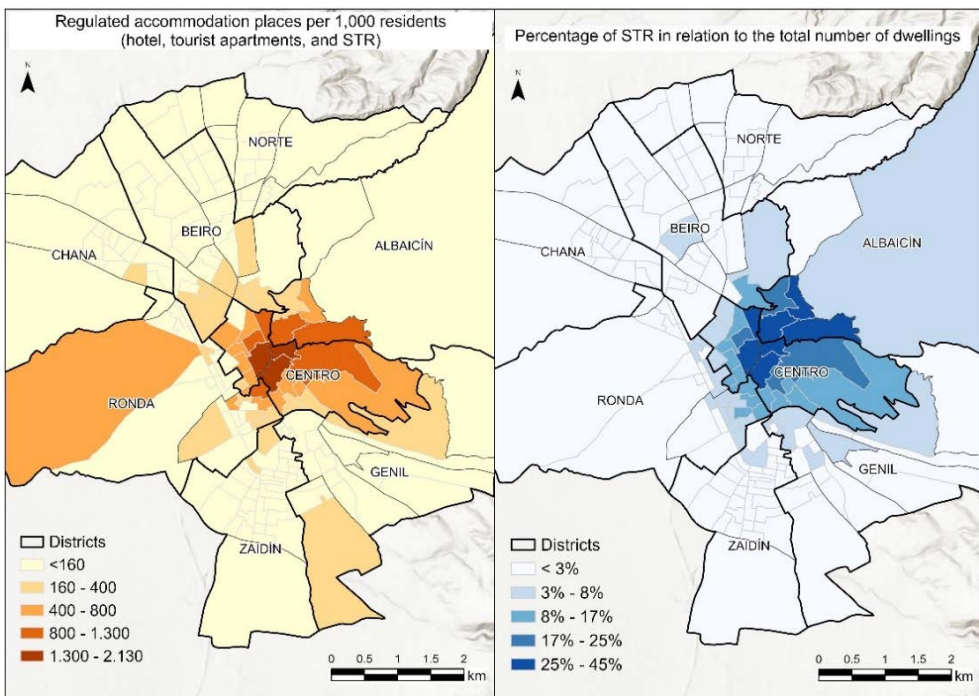 Regulated accommodation places per 1,000 residents
(hotel, tourist apartments, and STR)
N
NORTE
BEIRO
CHANA
ALBAICÍN
CENTRO
RONDA
GENIL
ZAIDÍN
Districts
<160
160 - 400
400 - 800
800 - 1.300
1.300 - 2.130
0 0.5 1 1.5 2
km
Percentage of STR in relation to the total number of dwellings
N
NORTE
BEIRO
CHANA
ALBAICÍN
CENTRO
RONDA
GENIL
ZAIDÍN
Districts
< 3%
3% - 8%
8% - 17%
17% - 25%
25% - 45%
0 0.5 1 1.5 2
km